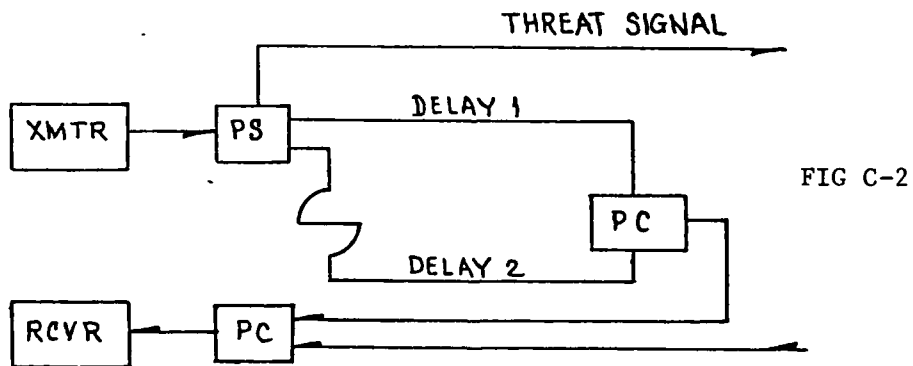 THREAT SIGNAL
XMTR
PS
DELAY 1
FIG C-2
PC
DELAY 2
RCVR
PC